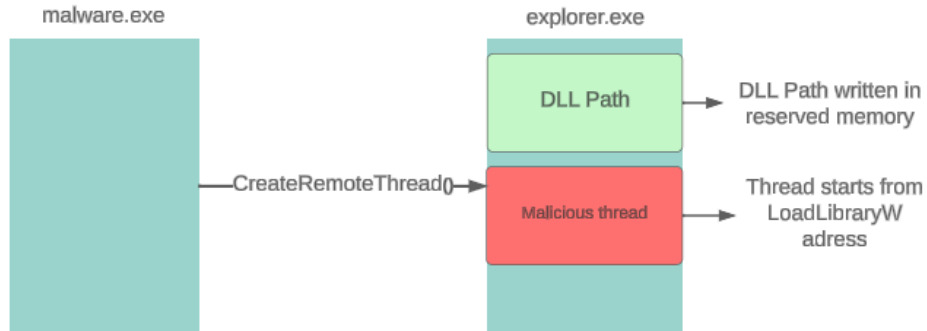 malware.exe
explorer.exe
DLL Path
DLL Path written in
reserved memory
CreateRemoteThread()
Malicious thread
Thread starts from
LoadLibraryW
adress